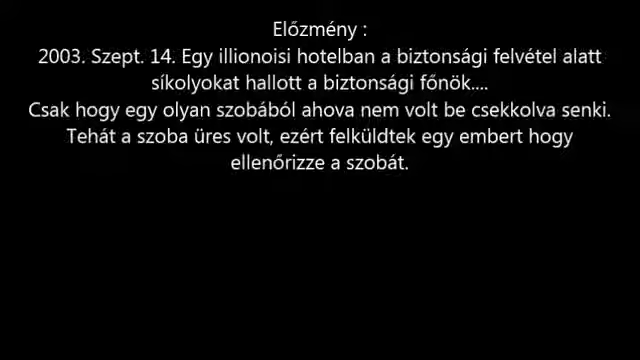 Előzmény :
2003. Szept. 14. Egy illionoisi hotelban a biztonsági felvétel alatt
síkolyokat hallott a biztonsági főnök....
Csak hogy egy olyan szobából ahova nem volt be csekkolva senki.
Tehát a szoba üres volt, ezért felküldtek egy embert hogy
ellenőrizze a szobát.